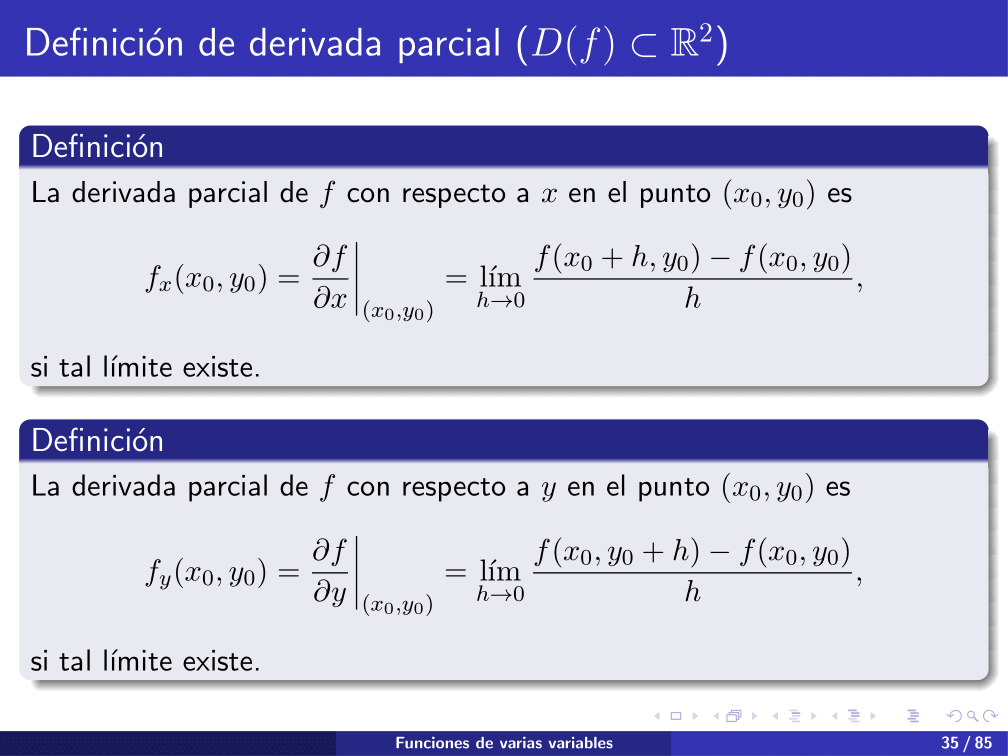 Definición de derivada parcial (D(f) ⊂ ℝ²)
Definición
La derivada parcial de f con respecto a x en el punto (x₀, y₀) es
fₓ(x₀, y₀) = ∂f/∂x |₍ₓ₀,y₀₎ = lím_{h→0} (f(x₀ + h, y₀) − f(x₀, y₀))/h,
si tal límite existe.
Definición
La derivada parcial de f con respecto a y en el punto (x₀, y₀) es
f_y(x₀, y₀) = ∂f/∂y |_(x₀,y₀) = lím_{h→0} (f(x₀, y₀ + h) − f(x₀, y₀))/h,
si tal límite existe.
Funciones de varias variables
35 / 85